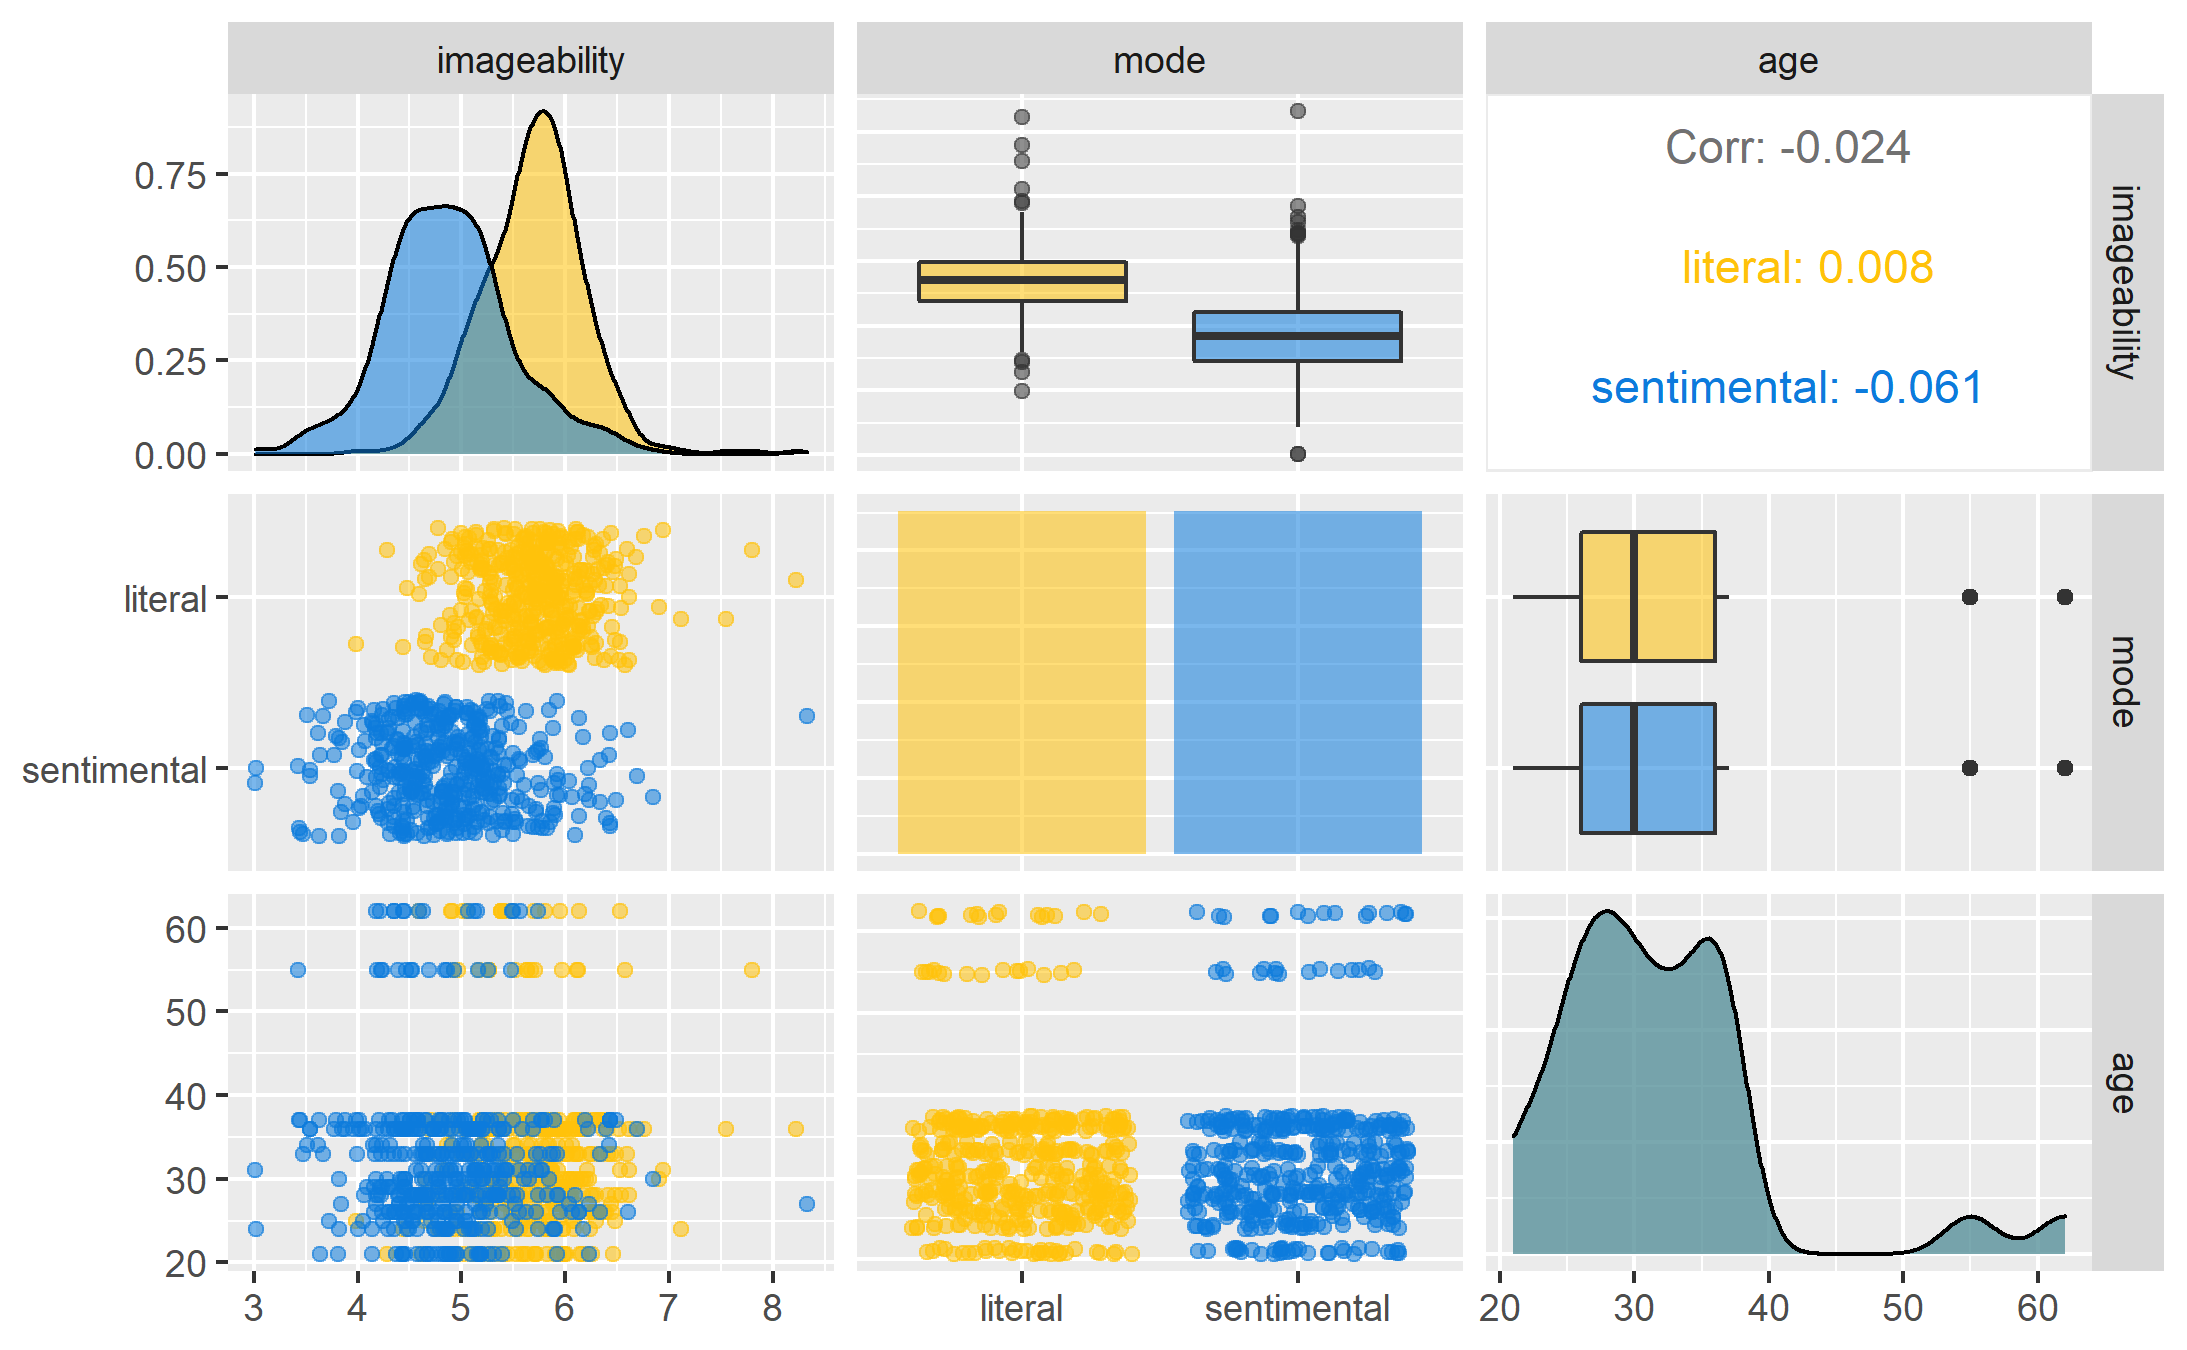 imageability
mode
age
0.75
0.50
0.25
0.00
Corr: -0.024
literal: 0.008
sentimental: -0.061
imageability
literal
sentimental
mode
60
50
40
30
20
age
3 4 5 6 7 8
literal sentimental
20 30 40 50 60